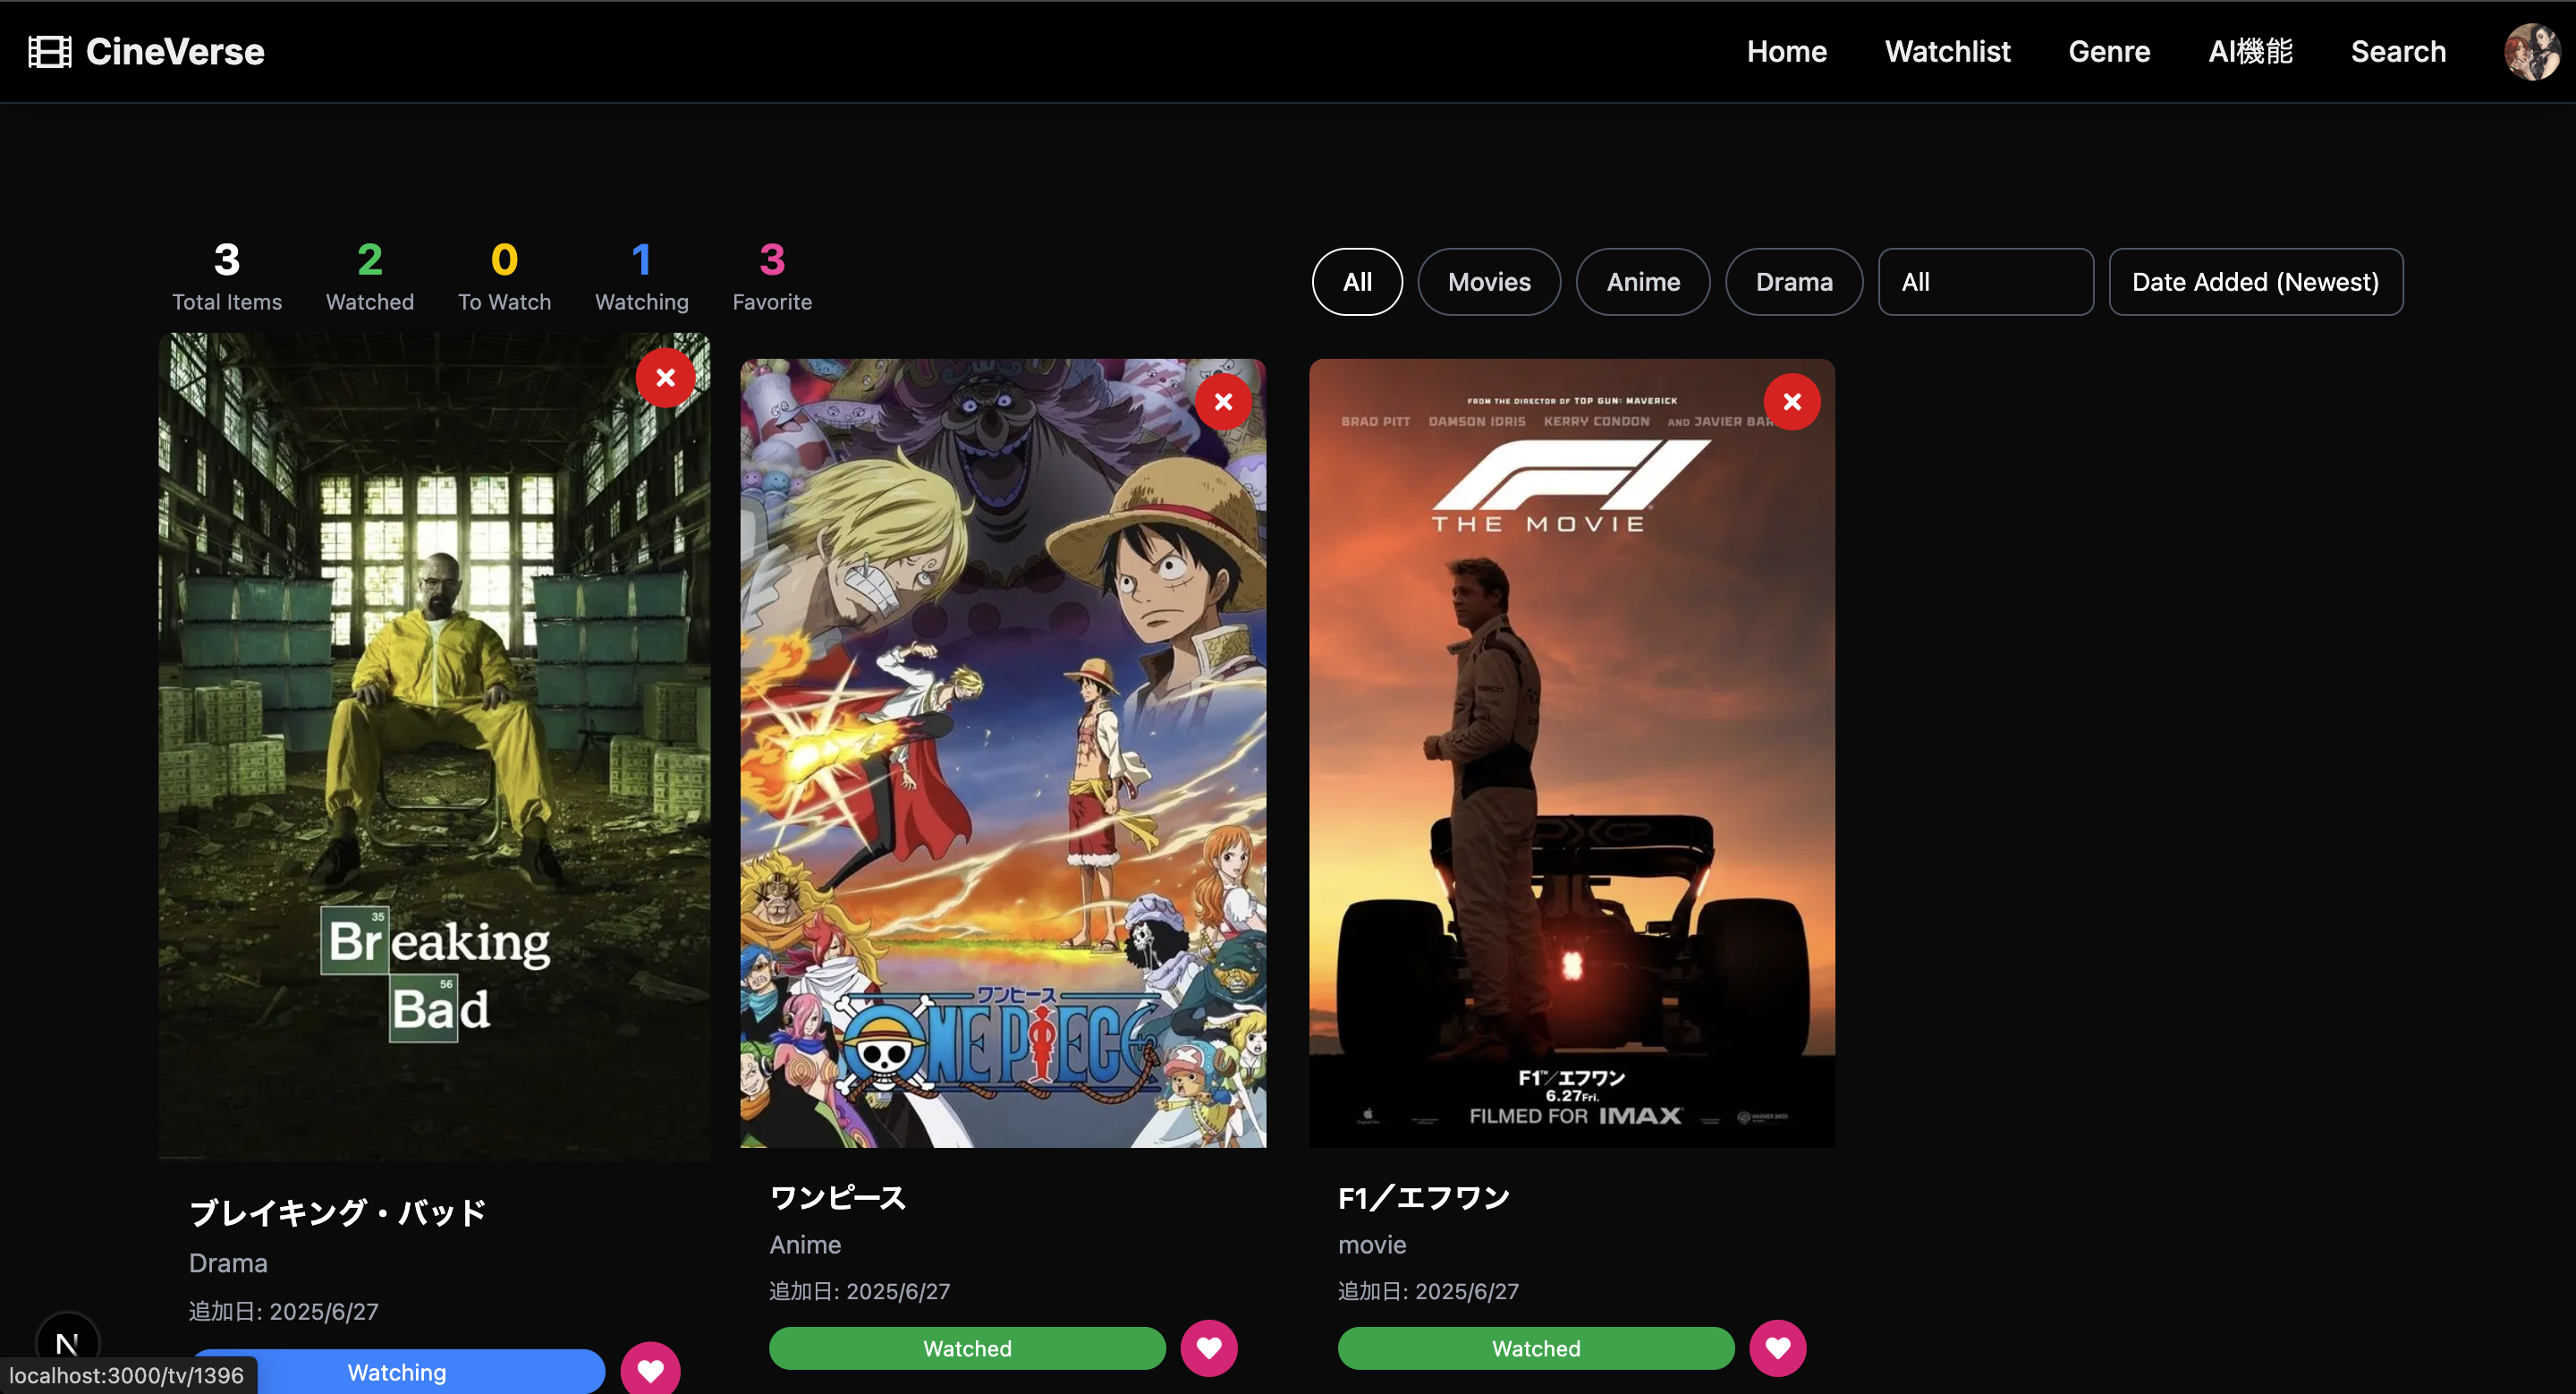 CineVerse
Home Watchlist Genre AI機能 Search
3 2 0 1 3
Total Items Watched To Watch Watching Favorite
All Movies Anime Drama All Date Added (Newest)
35
Breaking
56
Bad
ワンピース
ONE PIECE
FROM THE DIRECTOR OF TOP GUN: MAVERICK
BRAD PITT DAMSON IDRIS KERRY CONDON AND JAVIER BAR
F1
THE MOVIE
F1™/エフワン
6.27Fri.
FILMED FOR IMAX
ブレイキング・バッド
Drama
追加日: 2025/6/27
Watching
ワンピース
Anime
追加日: 2025/6/27
Watched
F1／エフワン
movie
追加日: 2025/6/27
Watched
N
localhost:3000/tv/1396